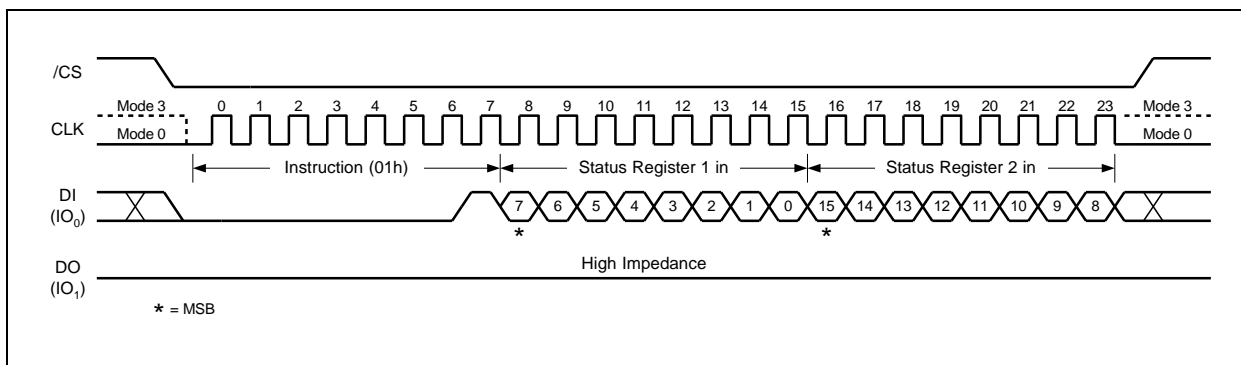 /CS
Mode 3 0 1 2 3 4 5 6 7 8 9 10 11 12 13 14 15 16 17 18 19 20 21 22 23 Mode 3
CLK
Mode 0 Mode 0
Instruction (01h) Status Register 1 in Status Register 2 in
DI
(IO₀)
7 6 5 4 3 2 1 0 15 14 13 12 11 10 9 8
* *
High Impedance
DO
(IO₁)
* = MSB